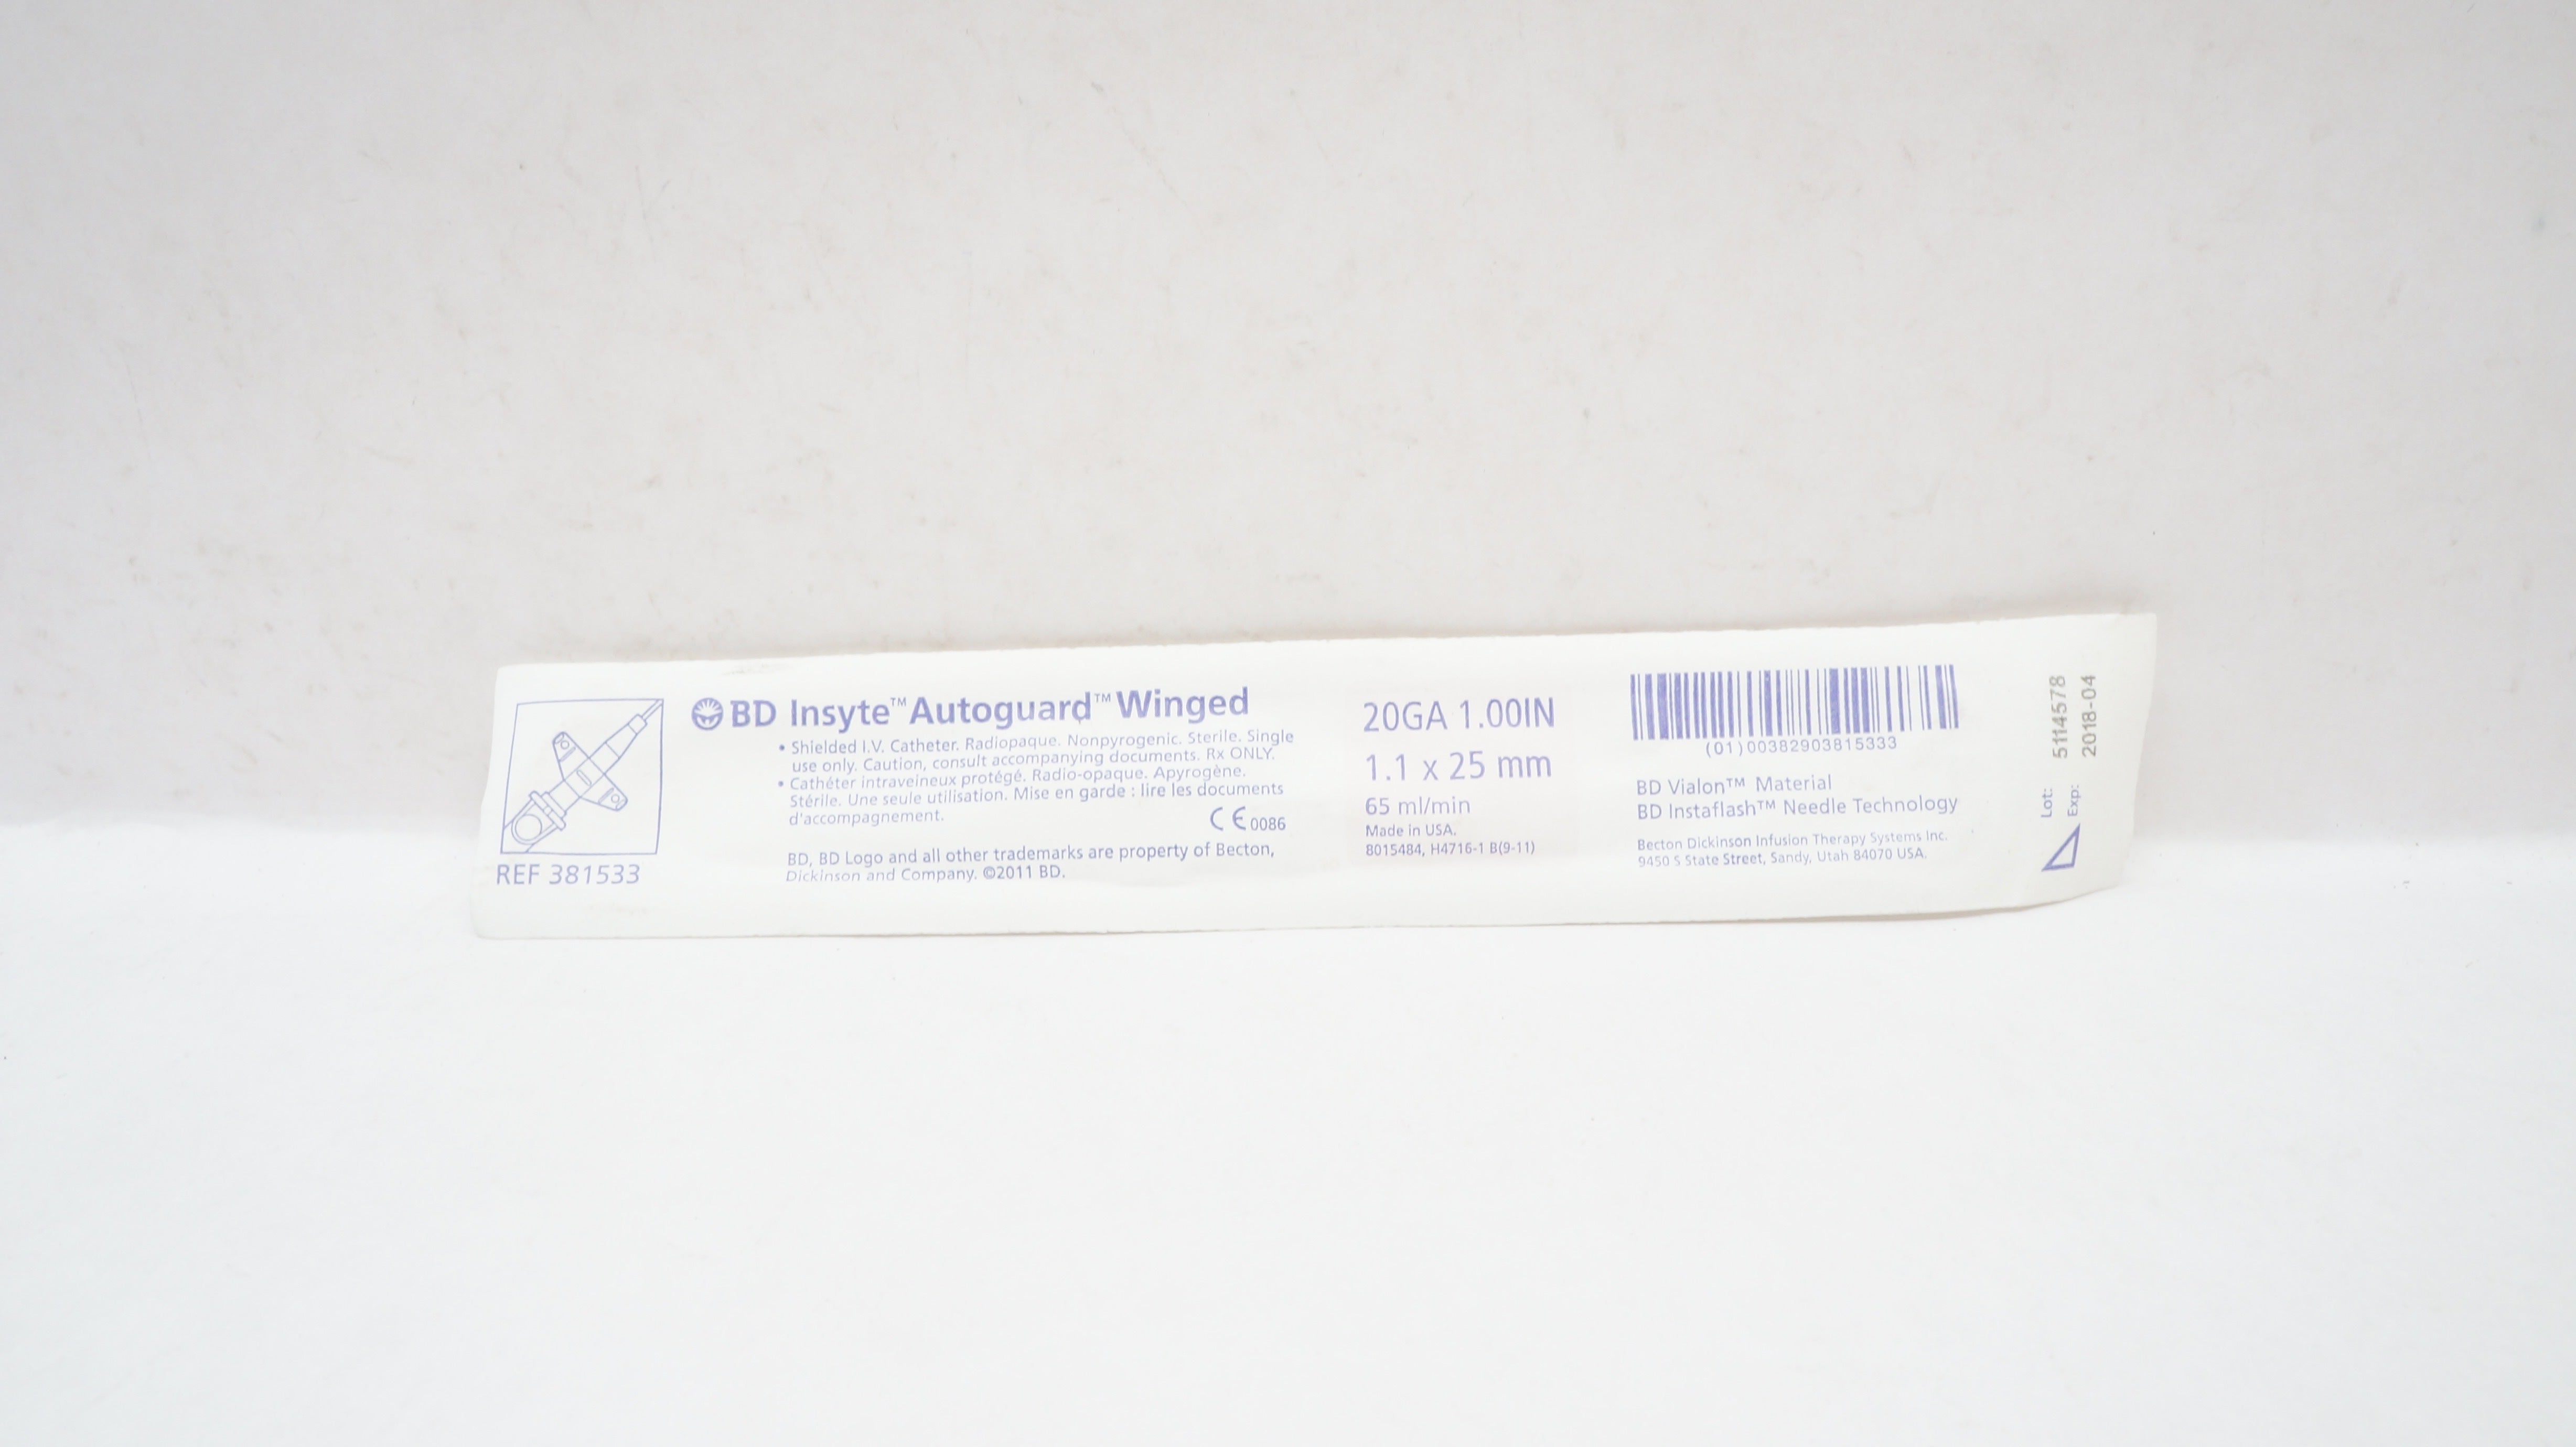 BD Insyte™ Autoguard™ Winged
• Shielded I.V. Catheter. Radiopaque. Nonpyrogenic. Sterile. Single
use only. Caution, consult accompanying documents. Rx ONLY.
• Cathéter intraveineux protégé. Radio-opaque. Apyrogène.
Stérile. Une seule utilisation. Mise en garde : lire les documents
d'accompagnement.
CE 0086
BD, BD Logo and all other trademarks are property of Becton,
Dickinson and Company. ©2011 BD.
REF 381533
20GA 1.00IN
1.1 x 25 mm
65 ml/min
Made in USA.
8015484, H4716-1 B(9-11)
(01)00382903815333
BD Vialon™ Material
BD Instaflash™ Needle Technology
Becton Dickinson Infusion Therapy Systems Inc.
9450 S State Street, Sandy, Utah 84070 USA.
Lot: 5114578
Exp: 2018-04